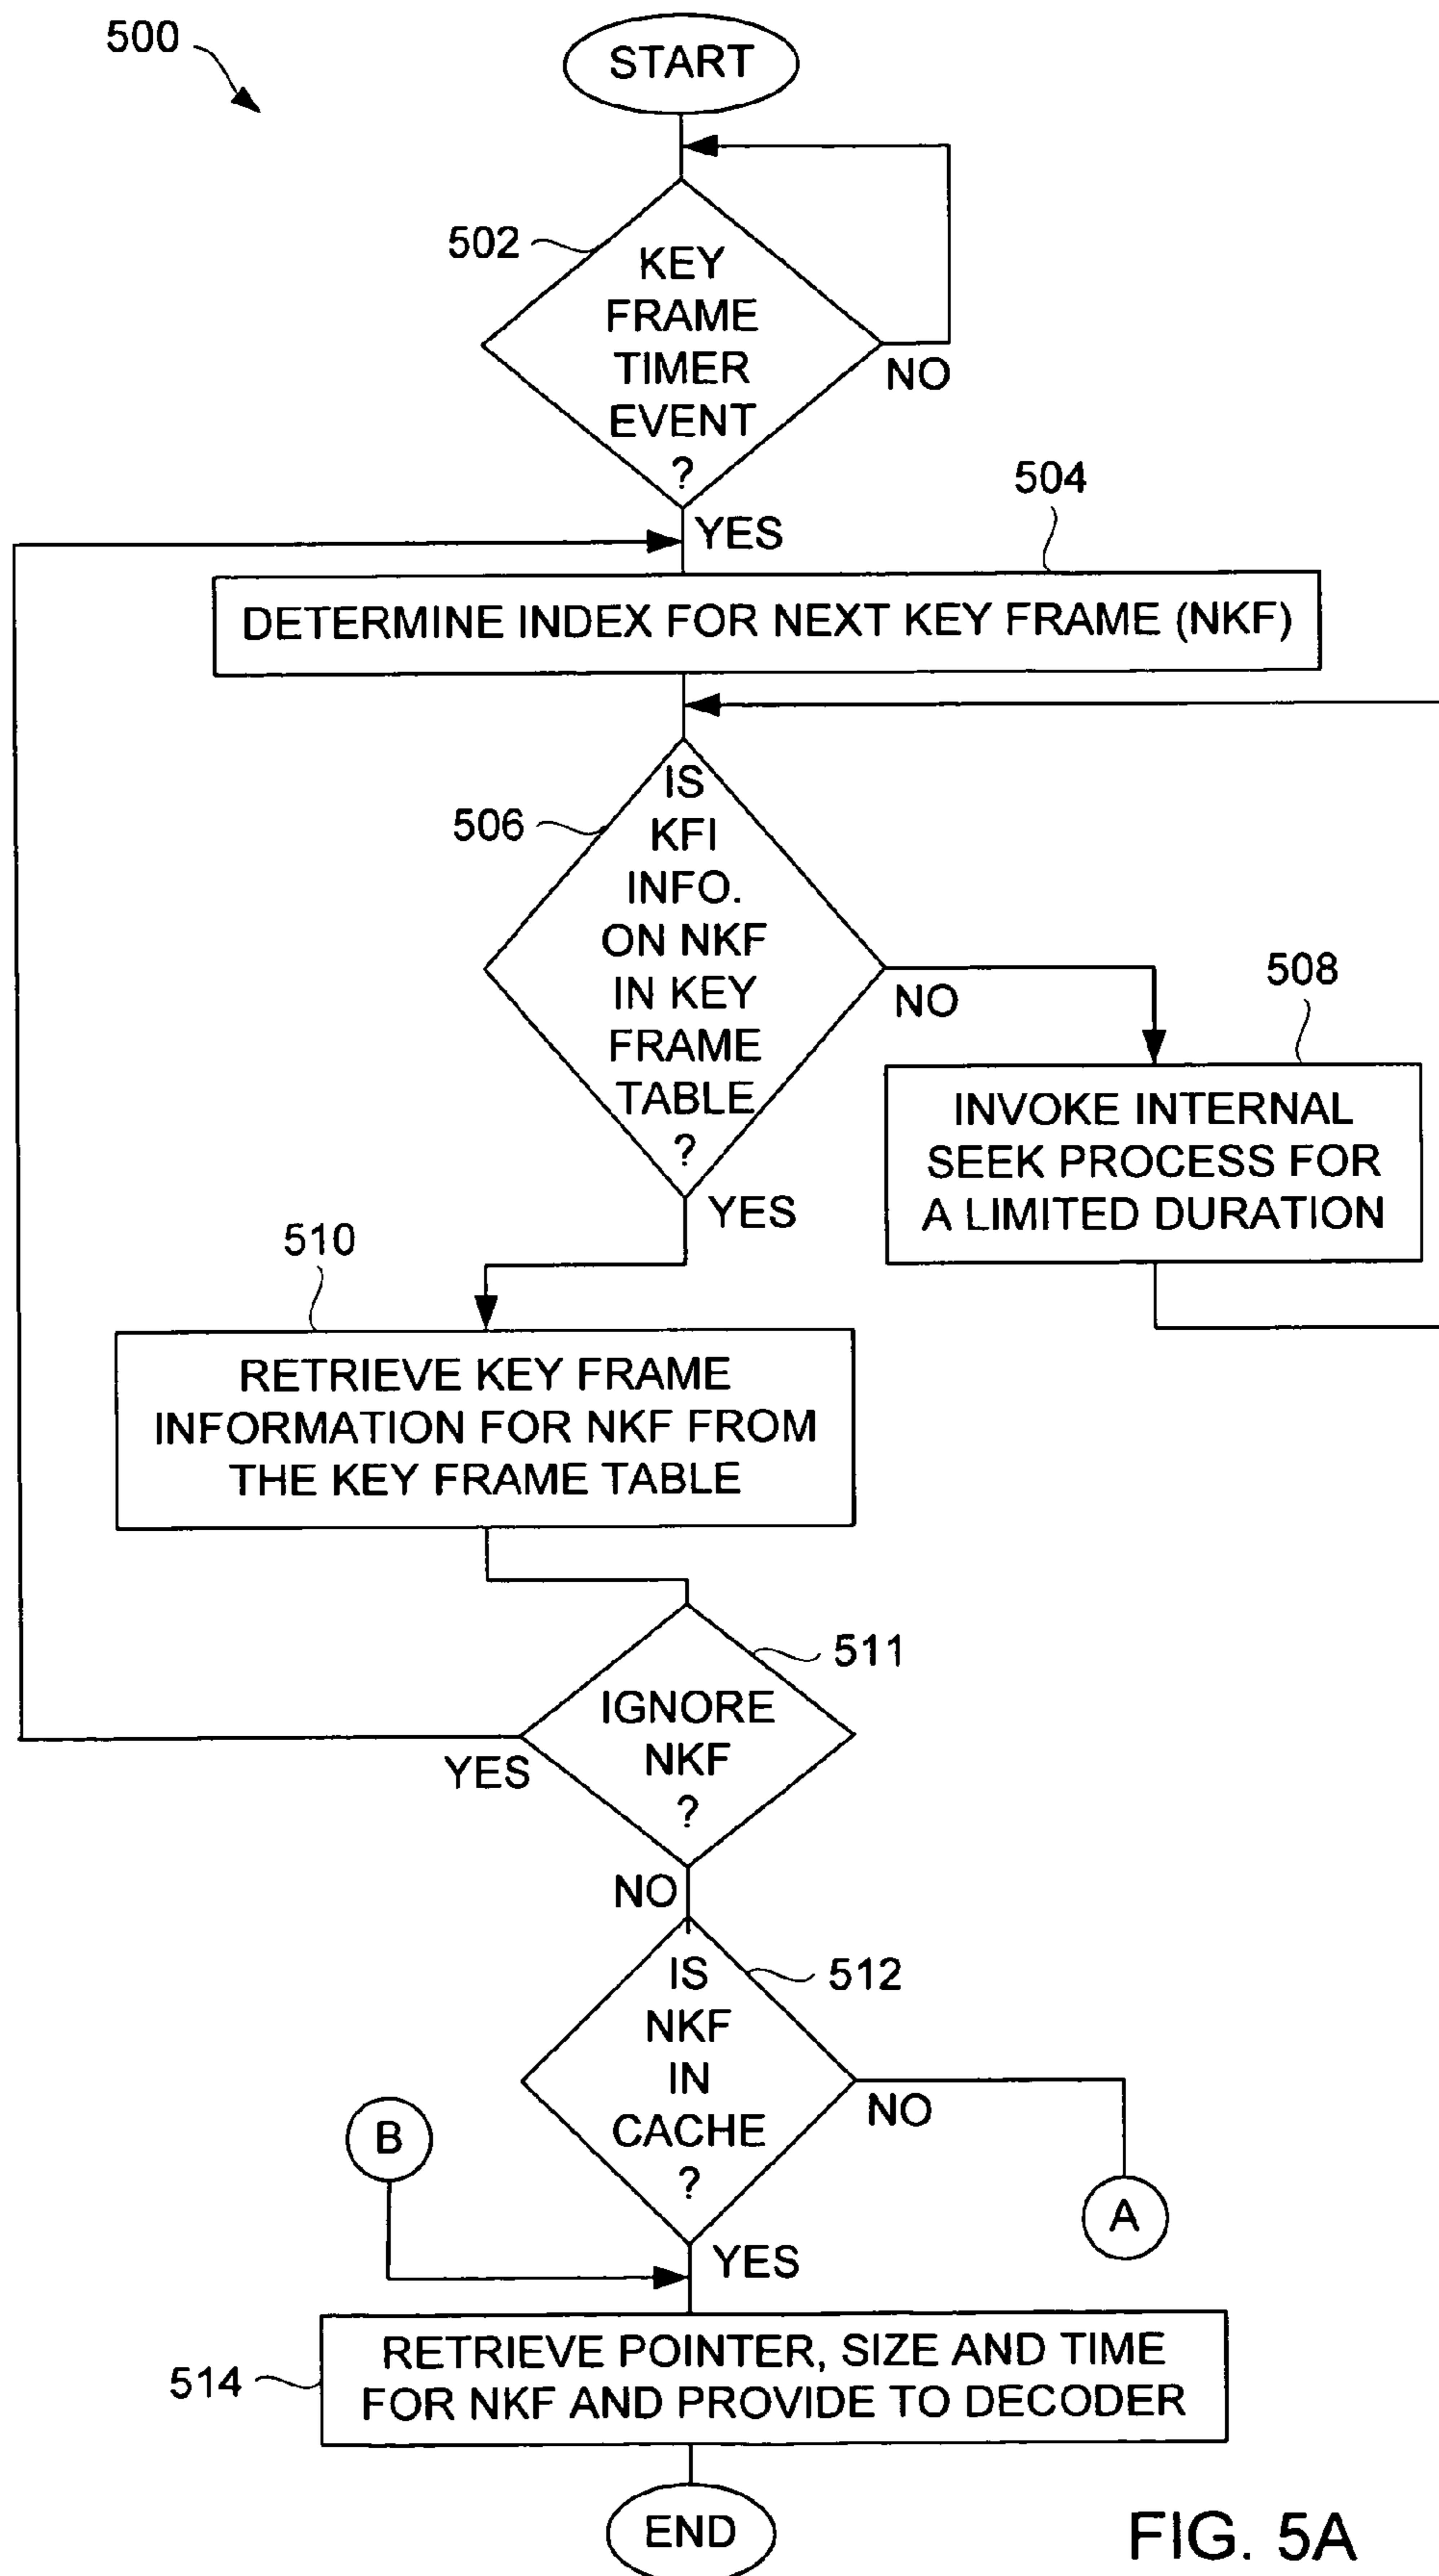 500
START
502
KEY
FRAME
TIMER
EVENT
?
NO
YES
504
DETERMINE INDEX FOR NEXT KEY FRAME (NKF)
506
IS
KFI
INFO.
ON NKF
IN KEY
FRAME
TABLE
?
NO
YES
508
INVOKE INTERNAL
SEEK PROCESS FOR
A LIMITED DURATION
510
RETRIEVE KEY FRAME
INFORMATION FOR NKF FROM
THE KEY FRAME TABLE
511
IGNORE
NKF
?
YES
NO
512
IS
NKF
IN
CACHE
?
NO
B
A
YES
514
RETRIEVE POINTER, SIZE AND TIME
FOR NKF AND PROVIDE TO DECODER
END
FIG. 5A